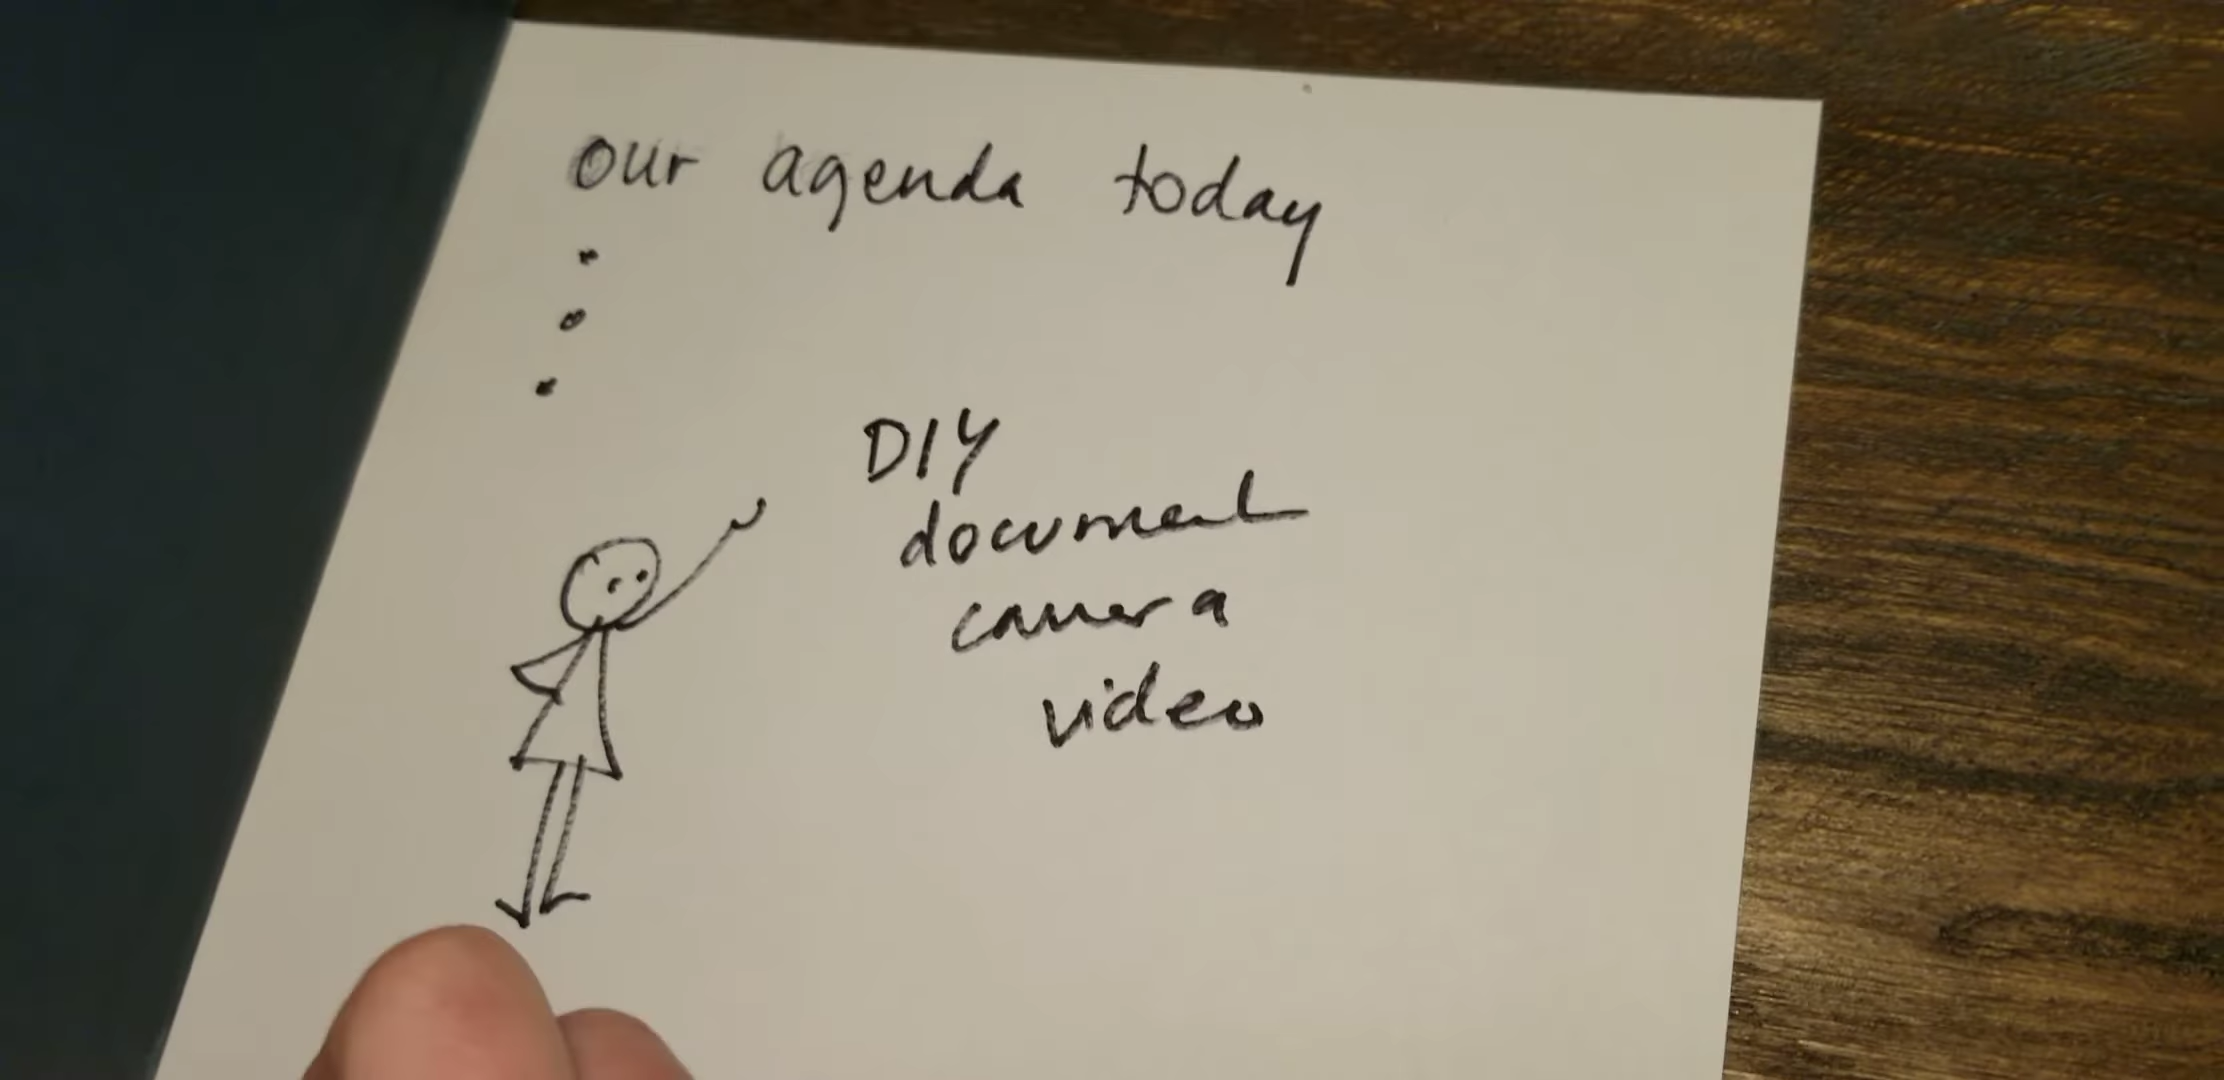 our agenda today
•
•
•
DIY
document
camera
video